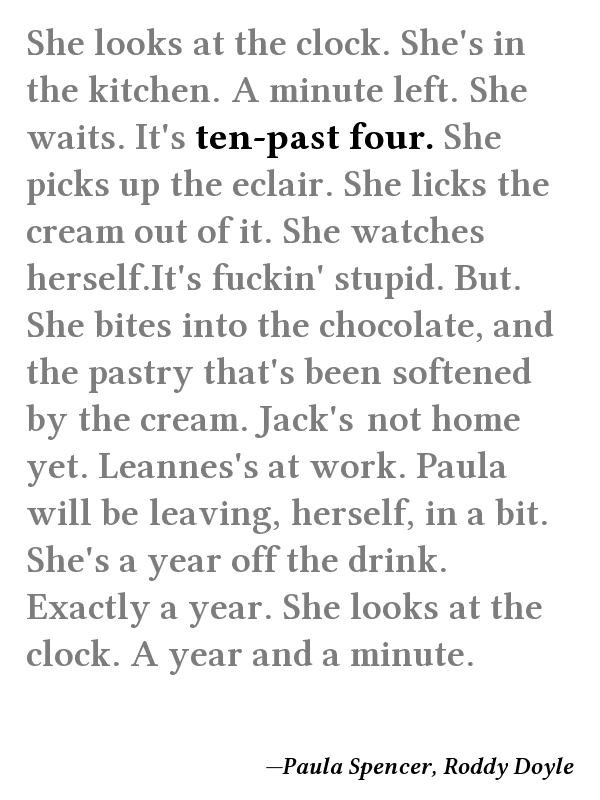 She looks at the clock. She's in
the kitchen. A minute left. She
waits. It's ten-past four. She
picks up the eclair. She licks the
cream out of it. She watches
herself.It's fuckin' stupid. But.
She bites into the chocolate, and
the pastry that's been softened
by the cream. Jack's not home
yet. Leannes's at work. Paula
will be leaving, herself, in a bit.
She's a year off the drink.
Exactly a year. She looks at the
clock. A year and a minute.
—Paula Spencer, Roddy Doyle